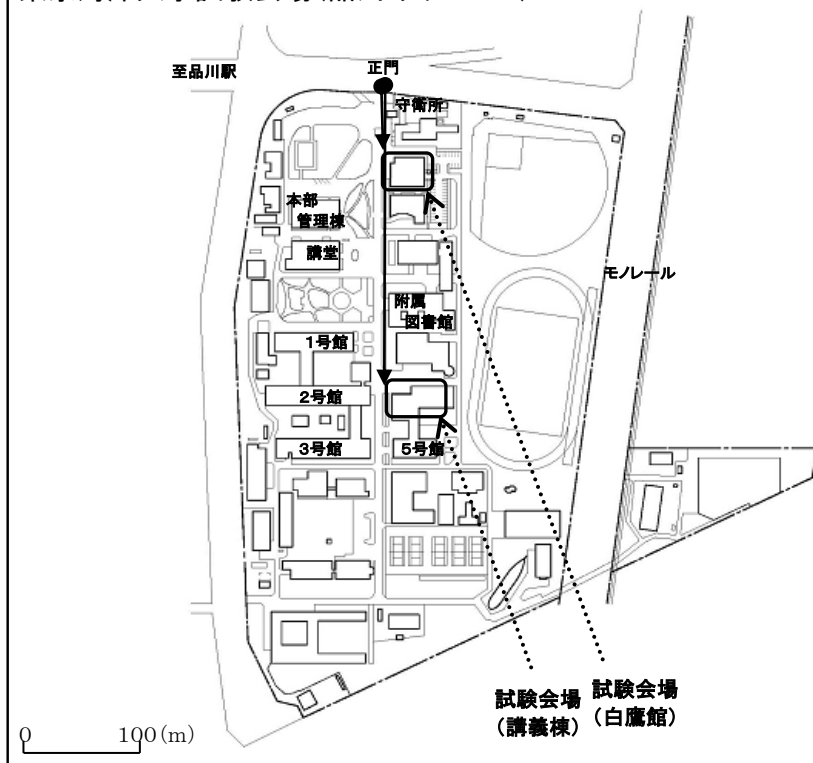 至品川駅
正門
守衛所
本部
管理棟
講堂
モノレール
附属
図書館
1号館
2号館
3号館
5号館
試験会場
（講義棟）
試験会場
（白鷹館）
0 100(m)